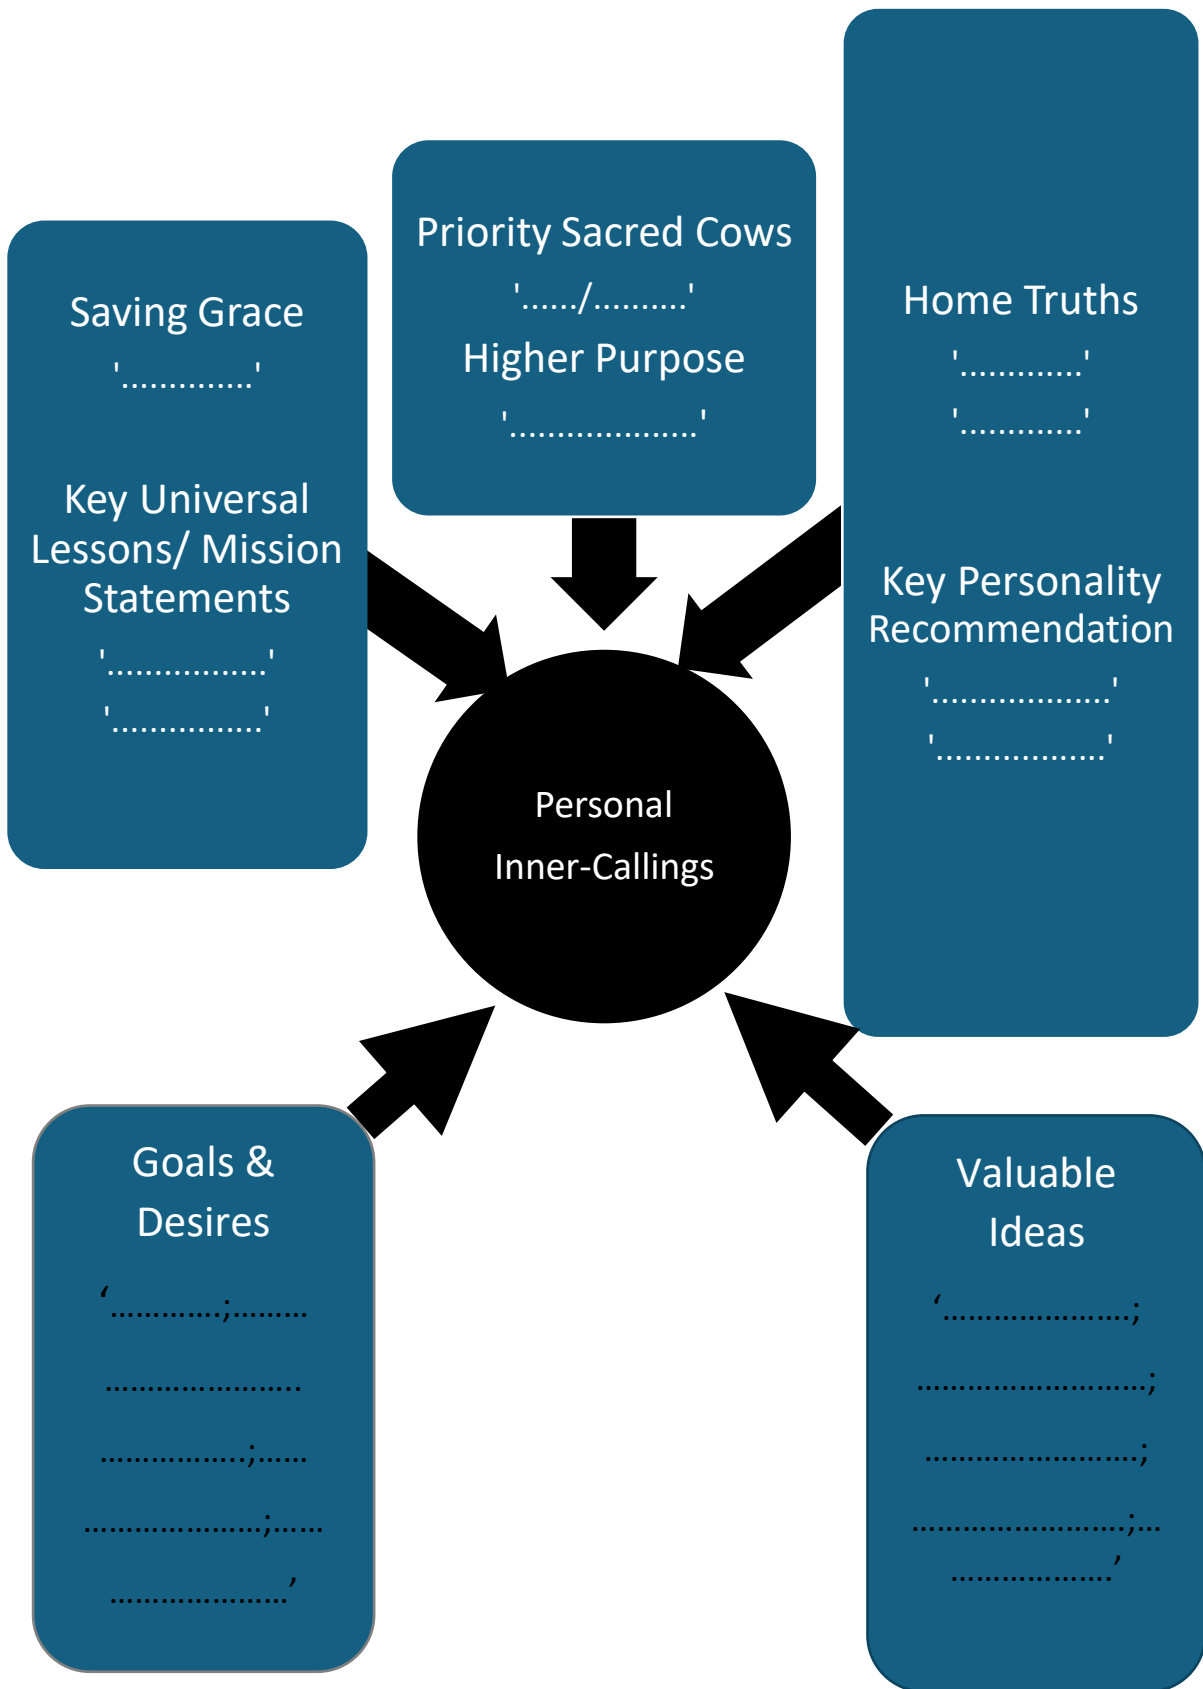 Saving Grace
'..............'
Key Universal
Lessons/ Mission
Statements
'.................'
'................'
Priority Sacred Cows
'....../..........'
Higher Purpose
'....................'
Home Truths
'.............'
'.............'
Key Personality
Recommendation
'...................'
'..................'
Personal
Inner-Callings
Goals &
Desires
‘………….;………
…………………..
……………..;……
…………………;……
…………………’
Valuable
Ideas
‘………………….;
………………………;
…………………….;
…………………….;…
……………….’